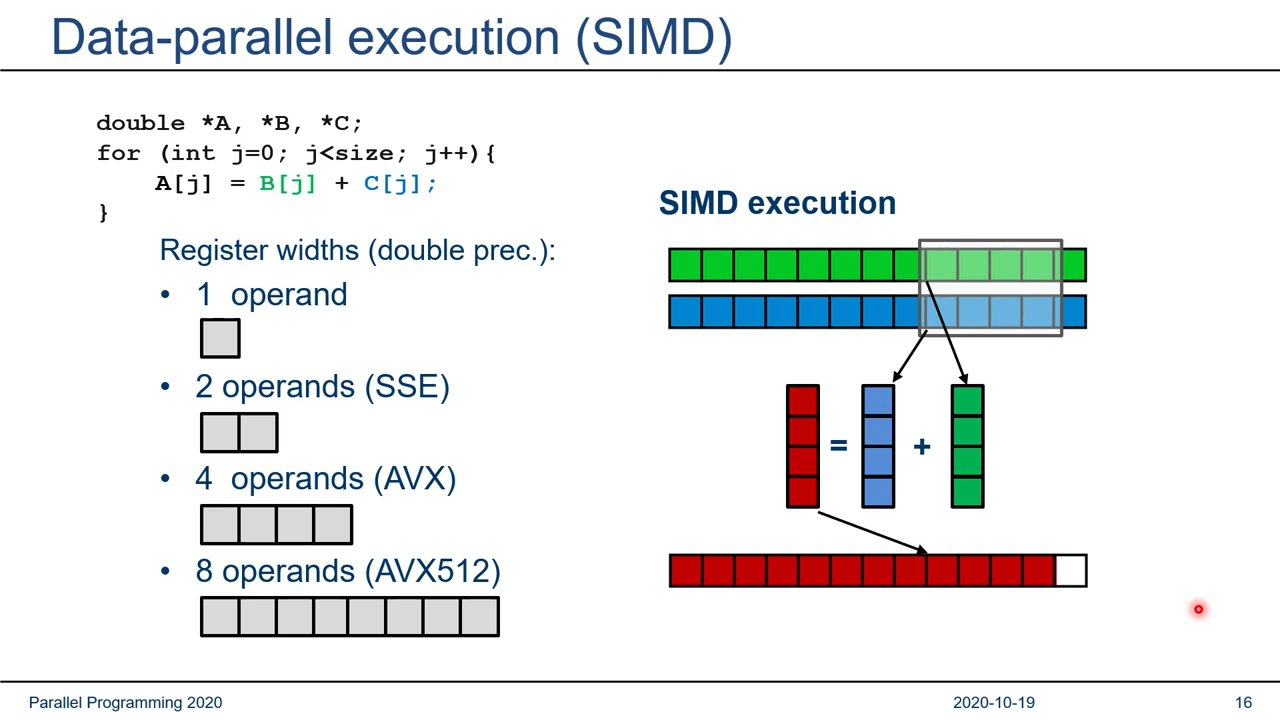 Data-parallel execution (SIMD)
double *A, *B, *C;
for (int j=0; j<size; j++){
A[j] = B[j] + C[j];
}
Register widths (double prec.):
• 1 operand
• 2 operands (SSE)
• 4 operands (AVX)
• 8 operands (AVX512)
SIMD execution
= +
Parallel Programming 2020
2020-10-19
16